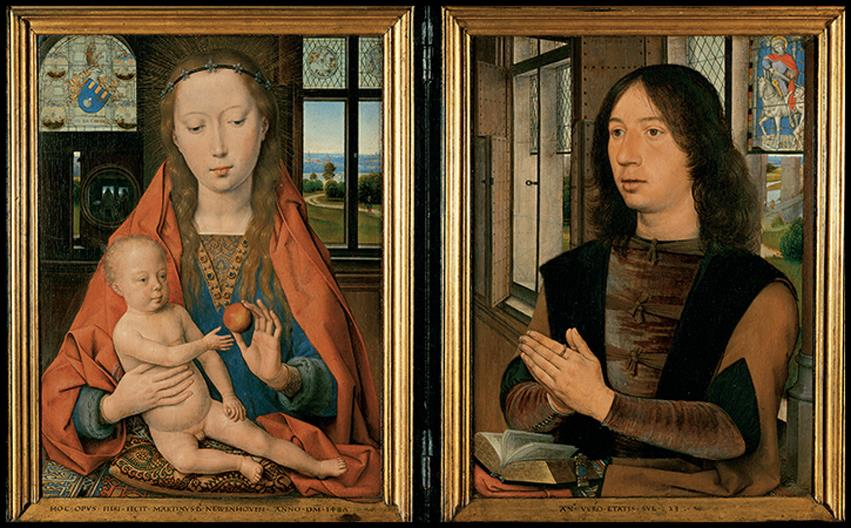 HOC·OPVS·FIERI·FECIT·MARTINVS·D·NEWENHOVEN·ANNO·DM·1487·
AN·VERO·ETATIS·SVE·23·